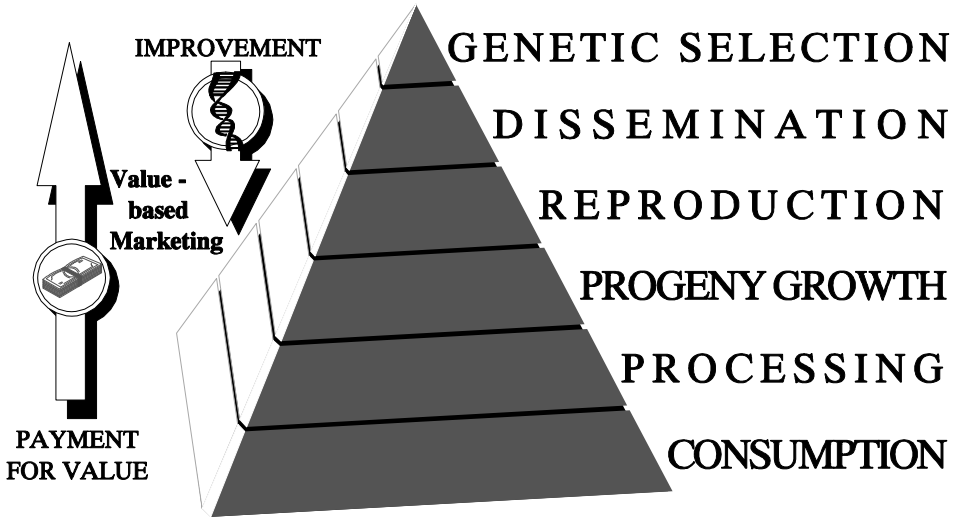 IMPROVEMENT
GENETIC SELECTION
DISSEMINATION
Value -
based
Marketing
REPRODUCTION
PROGENY GROWTH
PROCESSING
PAYMENT
FOR VALUE
CONSUMPTION